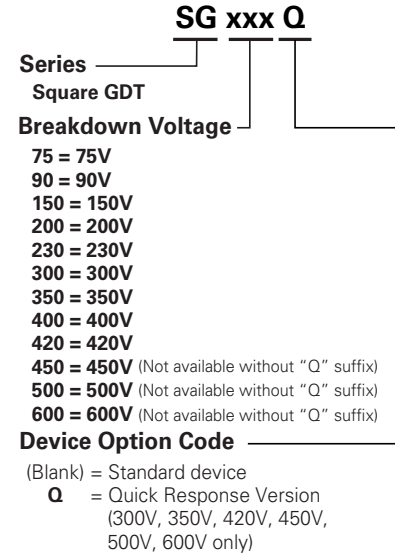 SG xxx Q
Series
Square GDT
Breakdown Voltage
75 = 75V
90 = 90V
150 = 150V
200 = 200V
230 = 230V
300 = 300V
350 = 350V
400 = 400V
420 = 420V
450 = 450V (Not available without “Q” suffix)
500 = 500V (Not available without “Q” suffix)
600 = 600V (Not available without “Q” suffix)
Device Option Code
(Blank) = Standard device
Q = Quick Response Version
(300V, 350V, 420V, 450V,
500V, 600V only)